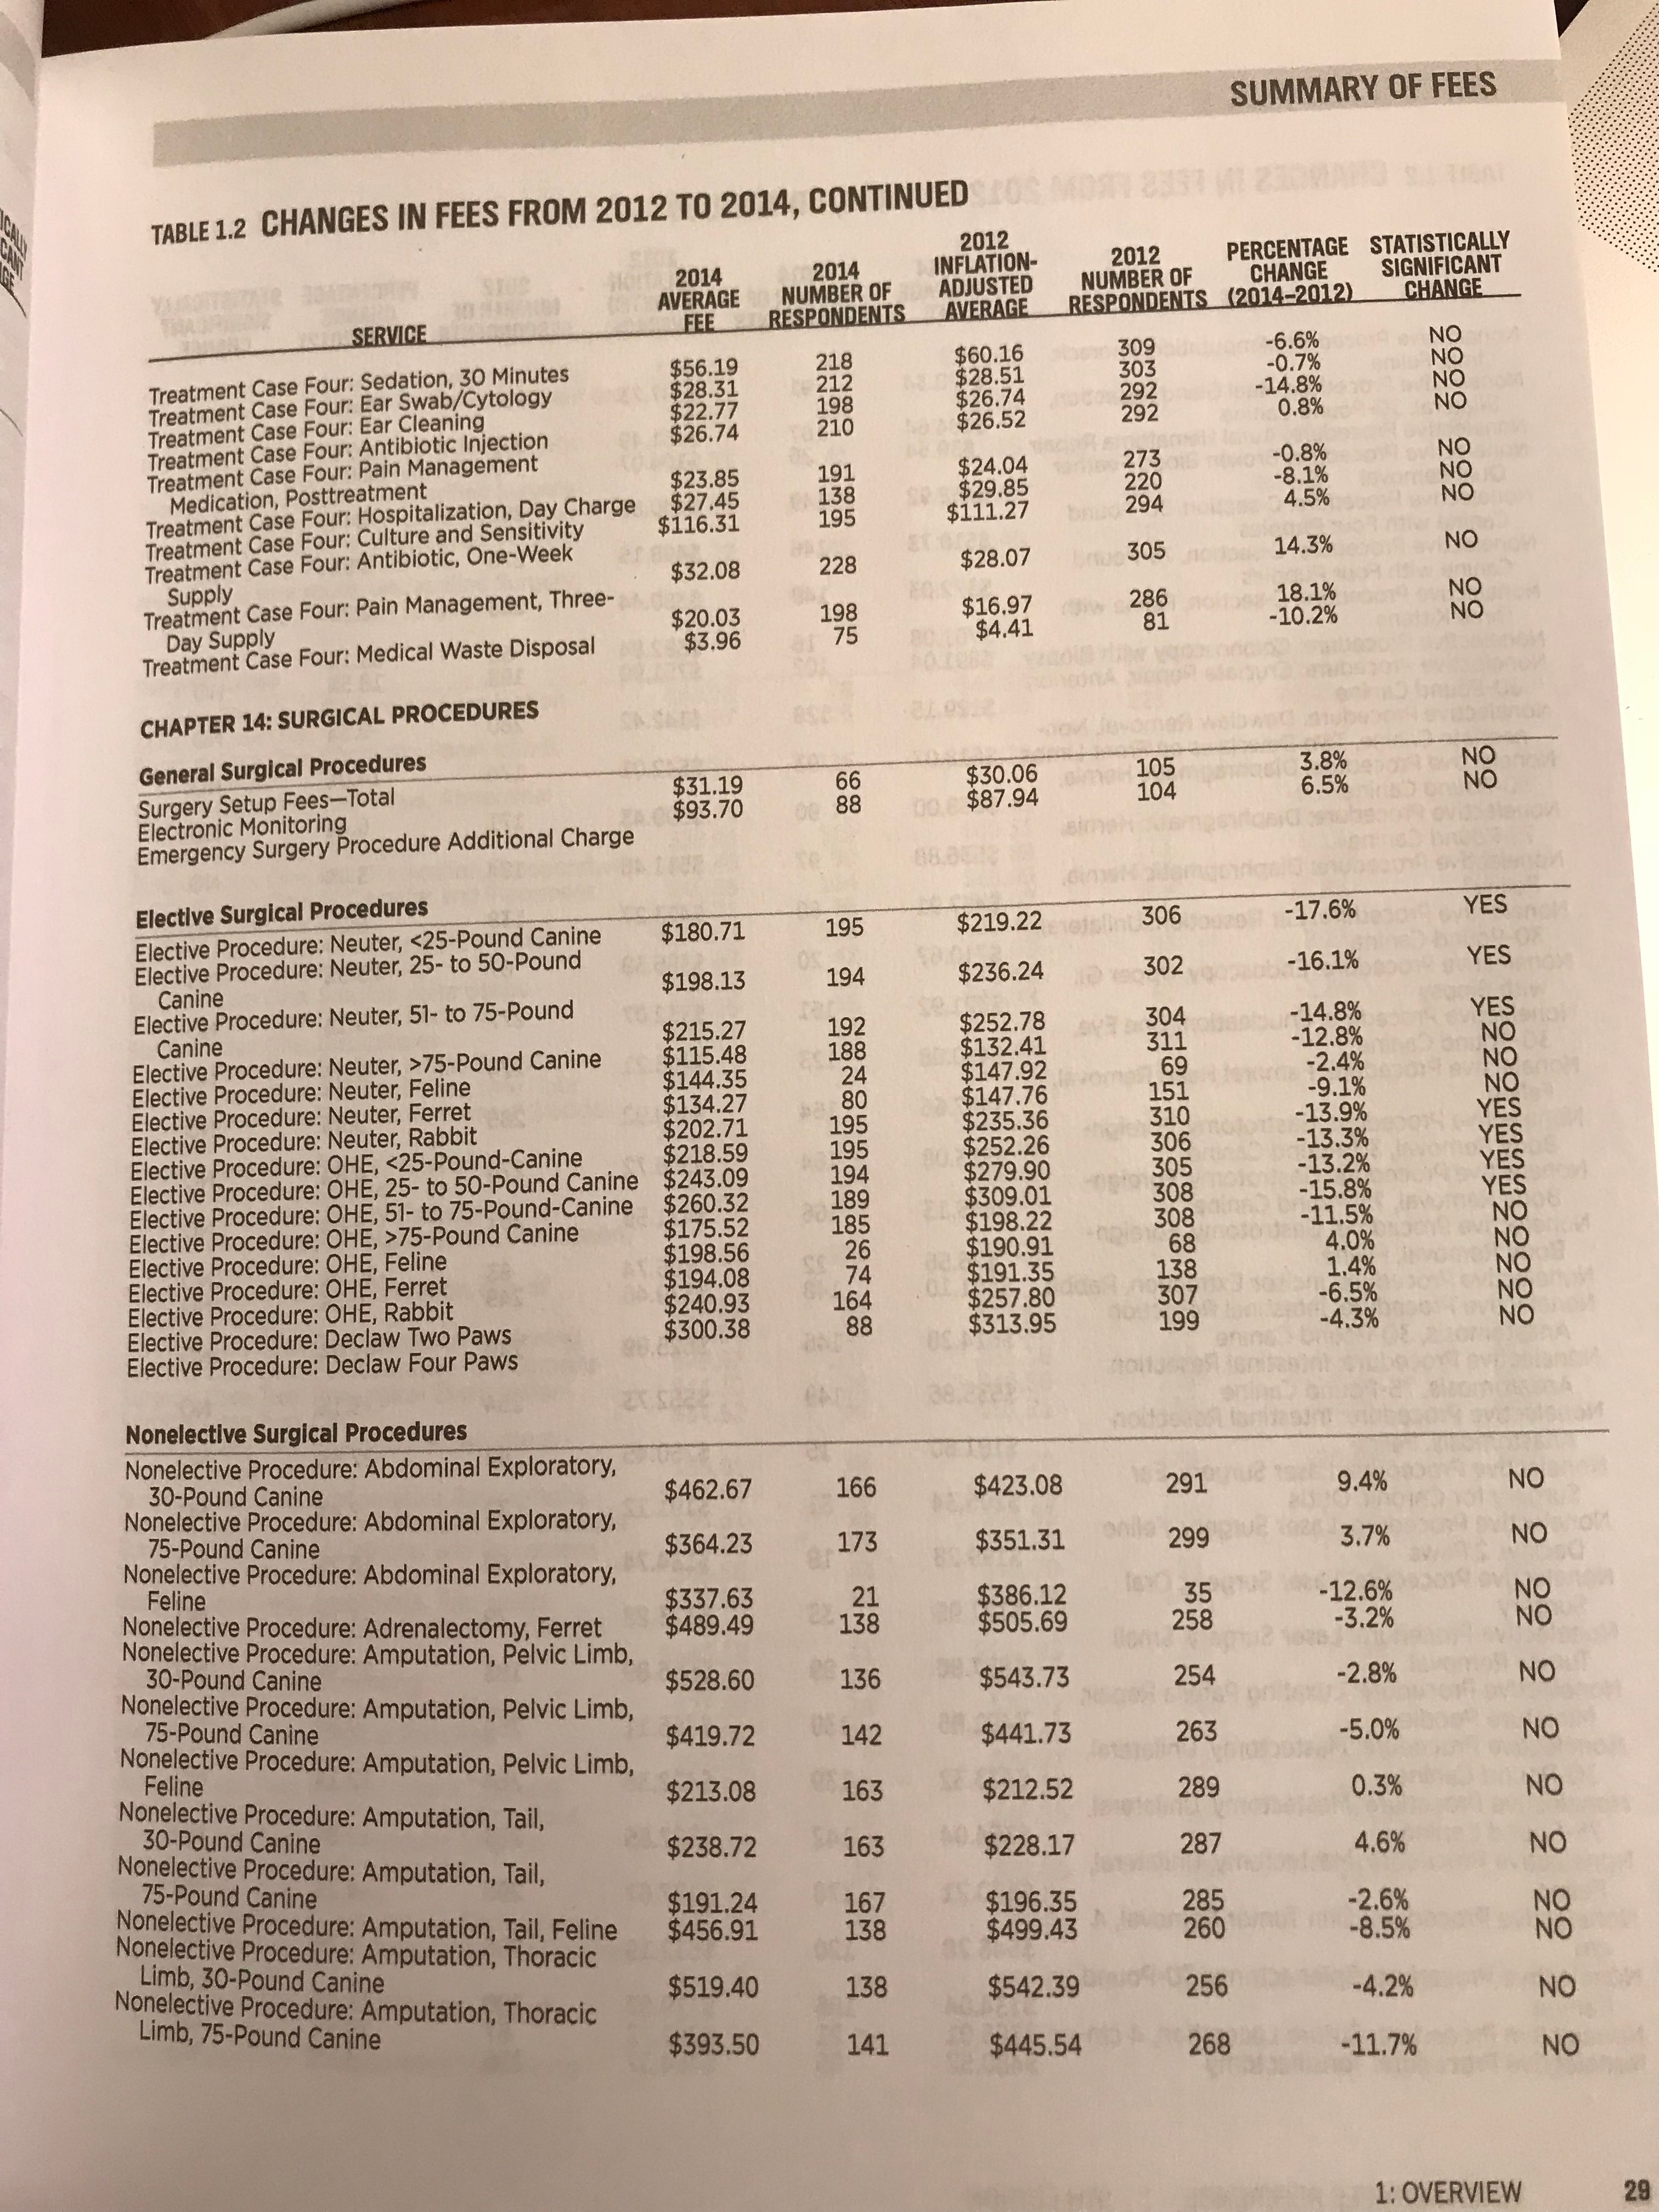 SUMMARY OF FEES
TABLE 1.2 CHANGES IN FEES FROM 2012 TO 2014, CONTINUED
SERVICE 2014 AVERAGE FEE 2014 NUMBER OF RESPONDENTS 2012 INFLATION-ADJUSTED AVERAGE 2012 NUMBER OF RESPONDENTS PERCENTAGE CHANGE (2014–2012) STATISTICALLY SIGNIFICANT CHANGE
Treatment Case Four: Sedation, 30 Minutes $56.19 218 $60.16 309 -6.6% NO
Treatment Case Four: Ear Swab/Cytology $28.31 212 $28.51 303 -0.7% NO
Treatment Case Four: Ear Cleaning $22.77 198 $26.74 292 -14.8% NO
Treatment Case Four: Antibiotic Injection $26.74 210 $26.52 292 0.8% NO
Treatment Case Four: Pain Management
Medication, Posttreatment $23.85 191 $24.04 273 -0.8% NO
Treatment Case Four: Hospitalization, Day Charge $27.45 138 $29.85 220 -8.1% NO
Treatment Case Four: Culture and Sensitivity $116.31 195 $111.27 294 4.5% NO
Treatment Case Four: Antibiotic, One-Week
Supply $32.08 228 $28.07 305 14.3% NO
Treatment Case Four: Pain Management, Three-
Day Supply $20.03 198 $16.97 286 18.1% NO
Treatment Case Four: Medical Waste Disposal $3.96 75 $4.41 81 -10.2% NO
CHAPTER 14: SURGICAL PROCEDURES
General Surgical Procedures
Surgery Setup Fees—Total $31.19 66 $30.06 105 3.8% NO
Electronic Monitoring $93.70 88 $87.94 104 6.5% NO
Emergency Surgery Procedure Additional Charge
Elective Surgical Procedures
Elective Procedure: Neuter, <25-Pound Canine $180.71 195 $219.22 306 -17.6% YES
Elective Procedure: Neuter, 25- to 50-Pound
Canine $198.13 194 $236.24 302 -16.1% YES
Elective Procedure: Neuter, 51- to 75-Pound
Canine $215.27 192 $252.78 304 -14.8% YES
Elective Procedure: Neuter, >75-Pound Canine $115.48 188 $132.41 311 -12.8% NO
Elective Procedure: Neuter, Feline $144.35 24 $147.92 69 -2.4% NO
Elective Procedure: Neuter, Ferret $134.27 80 $147.76 151 -9.1% NO
Elective Procedure: Neuter, Rabbit $202.71 195 $235.36 310 -13.9% YES
Elective Procedure: OHE, <25-Pound-Canine $218.59 195 $252.26 306 -13.3% YES
Elective Procedure: OHE, 25- to 50-Pound Canine $243.09 194 $279.90 305 -13.2% YES
Elective Procedure: OHE, 51- to 75-Pound-Canine $260.32 189 $309.01 308 -15.8% YES
Elective Procedure: OHE, >75-Pound Canine $175.52 185 $198.22 308 -11.5% NO
Elective Procedure: OHE, Feline $198.56 26 $190.91 68 4.0% NO
Elective Procedure: OHE, Ferret $194.08 74 $191.35 138 1.4% NO
Elective Procedure: OHE, Rabbit $240.93 164 $257.80 307 -6.5% NO
Elective Procedure: Declaw Two Paws $300.38 88 $313.95 199 -4.3% NO
Elective Procedure: Declaw Four Paws
Nonelective Surgical Procedures
Nonelective Procedure: Abdominal Exploratory,
30-Pound Canine $462.67 166 $423.08 291 9.4% NO
Nonelective Procedure: Abdominal Exploratory,
75-Pound Canine $364.23 173 $351.31 299 3.7% NO
Nonelective Procedure: Abdominal Exploratory,
Feline $337.63 21 $386.12 35 -12.6% NO
Nonelective Procedure: Adrenalectomy, Ferret $489.49 138 $505.69 258 -3.2% NO
Nonelective Procedure: Amputation, Pelvic Limb,
30-Pound Canine $528.60 136 $543.73 254 -2.8% NO
Nonelective Procedure: Amputation, Pelvic Limb,
75-Pound Canine $419.72 142 $441.73 263 -5.0% NO
Nonelective Procedure: Amputation, Pelvic Limb,
Feline $213.08 163 $212.52 289 0.3% NO
Nonelective Procedure: Amputation, Tail,
30-Pound Canine $238.72 163 $228.17 287 4.6% NO
Nonelective Procedure: Amputation, Tail,
75-Pound Canine $191.24 167 $196.35 285 -2.6% NO
Nonelective Procedure: Amputation, Tail, Feline $456.91 138 $499.43 260 -8.5% NO
Nonelective Procedure: Amputation, Thoracic
Limb, 30-Pound Canine $519.40 138 $542.39 256 -4.2% NO
Nonelective Procedure: Amputation, Thoracic
Limb, 75-Pound Canine $393.50 141 $445.54 268 -11.7% NO
1: OVERVIEW 29